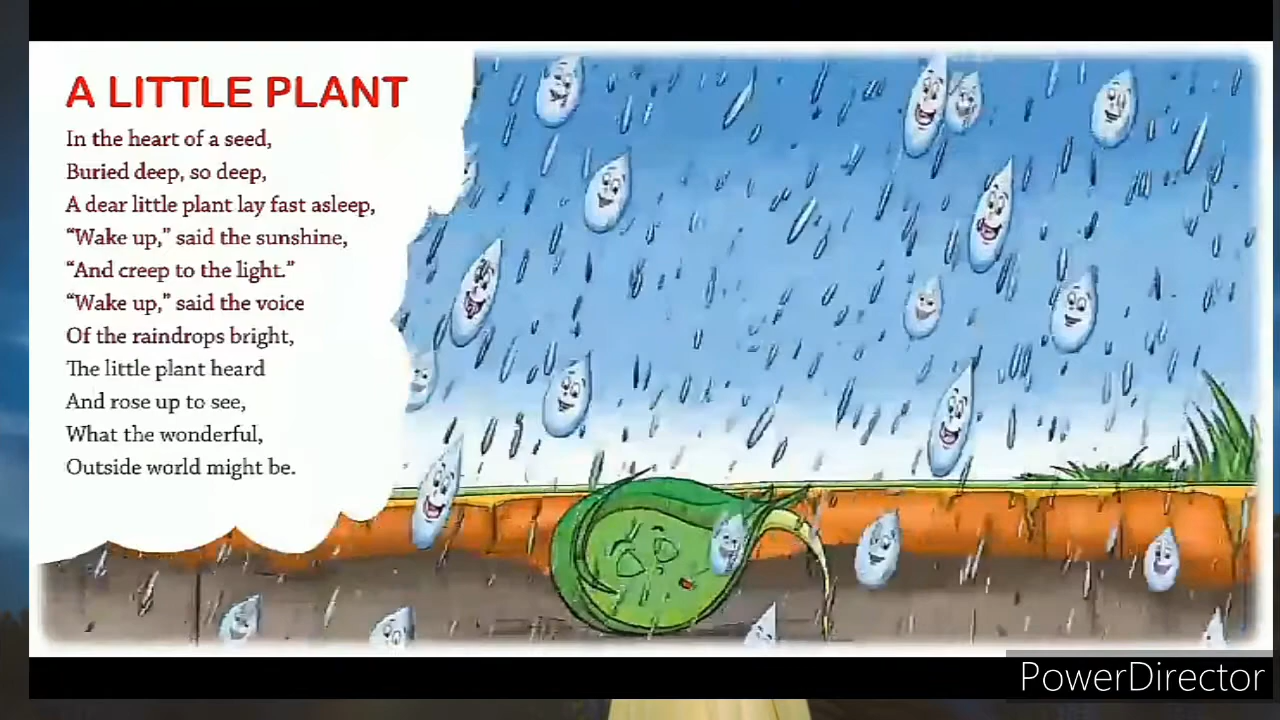 A LITTLE PLANT
In the heart of a seed,
Buried deep, so deep,
A dear little plant lay fast asleep,
“Wake up,” said the sunshine,
“And creep to the light.”
“Wake up,” said the voice
Of the raindrops bright,
The little plant heard
And rose up to see,
What the wonderful,
Outside world might be.
PowerDirector